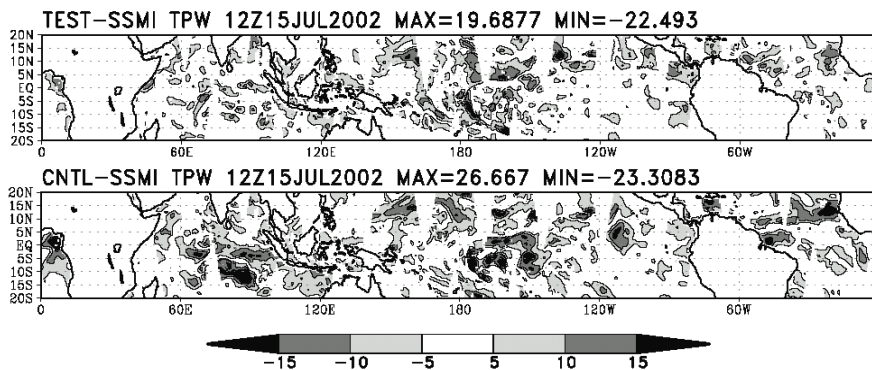 TEST-SSMI TPW 12Z15JUL2002 MAX=19.6877 MIN=-22.493
20N
15N
10N
5N
EQ
5S
10S
15S
20S
0 60E 120E 180 120W 60W
CNTL-SSMI TPW 12Z15JUL2002 MAX=26.667 MIN=-23.3083
20N
15N
10N
5N
EQ
5S
10S
15S
20S
0 60E 120E 180 120W 60W
-15 -10 -5 5 10 15